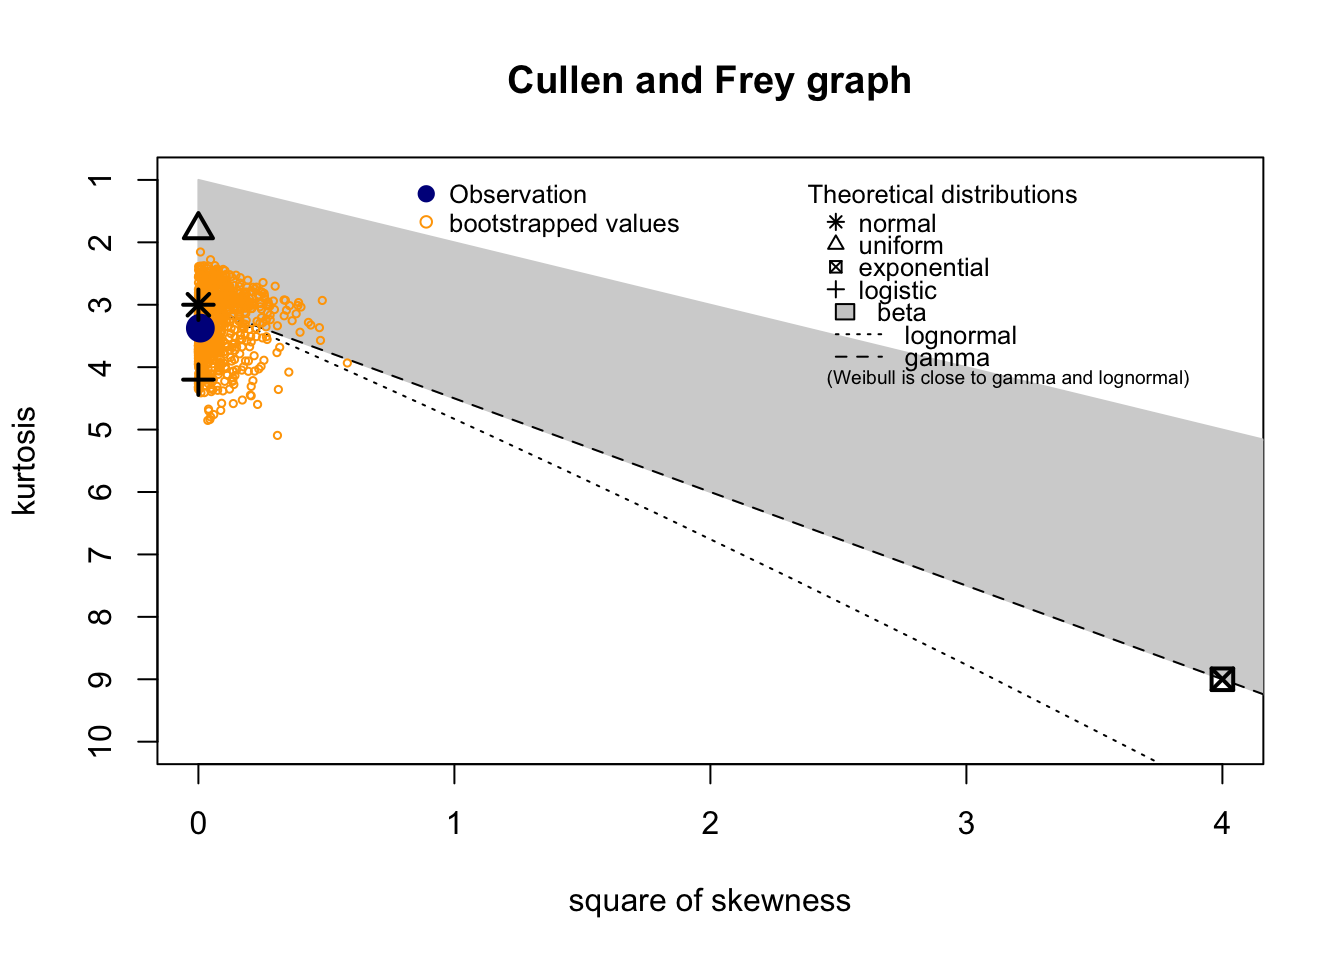 Cullen and Frey graph
Observation
bootstrapped values
Theoretical distributions
normal
uniform
exponential
logistic
beta
lognormal
gamma
(Weibull is close to gamma and lognormal)
kurtosis
1
2
3
4
5
6
7
8
9
10
0 1 2 3 4
square of skewness